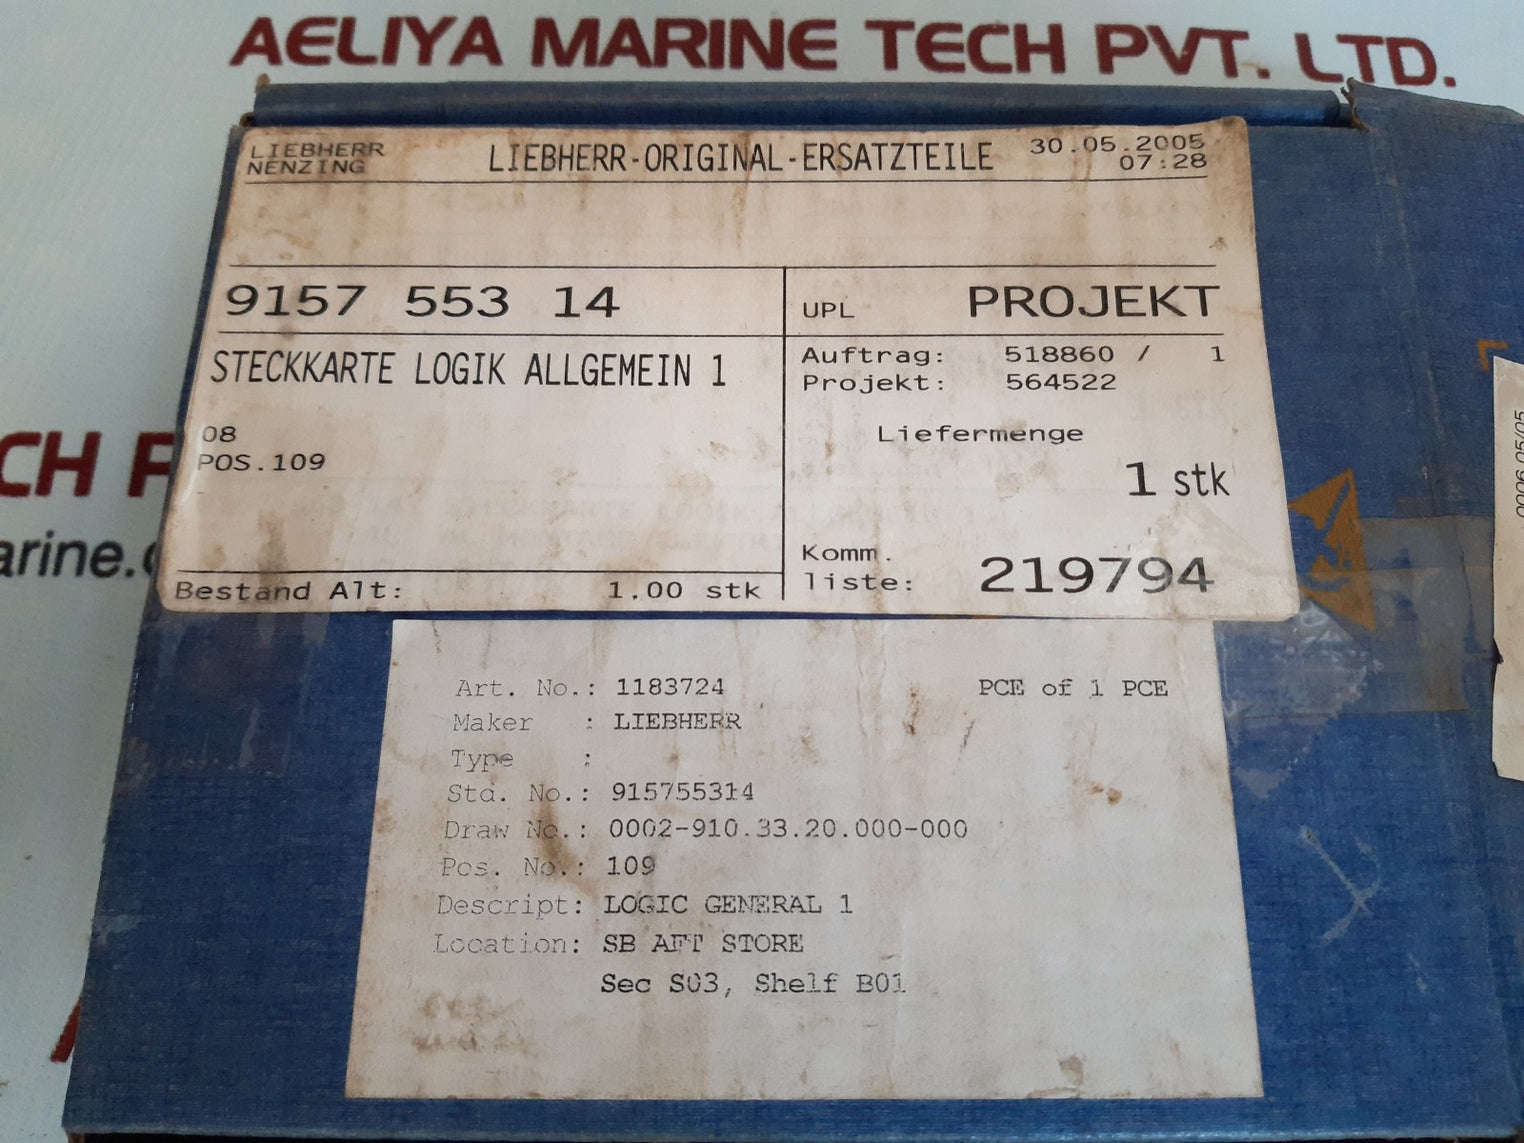 AELIYA MARINE TECH PVT. LTD.
LIEBHERR
NENZING
LIEBHERR-ORIGINAL-ERSATZTEILE
30.05.2005
07:28
9157 553 14
UPL PROJEKT
STECKKARTE LOGIK ALLGEMEIN 1
Auftrag: 518860 / 1
Projekt: 564522
08
POS.109
Liefermenge
1 stk
Komm.
liste: 219794
Bestand Alt: 1.00 stk
CH P
arine.
Art. No.: 1183724 PCE of 1 PCE
Maker : LIEBHERR
Type :
Std. No.: 915755314
Draw No.: 0002-910.33.20.000-000
Pos. No.: 109
Descript: LOGIC GENERAL 1
Location: SB AFT STORE
Sec S03, Shelf B01